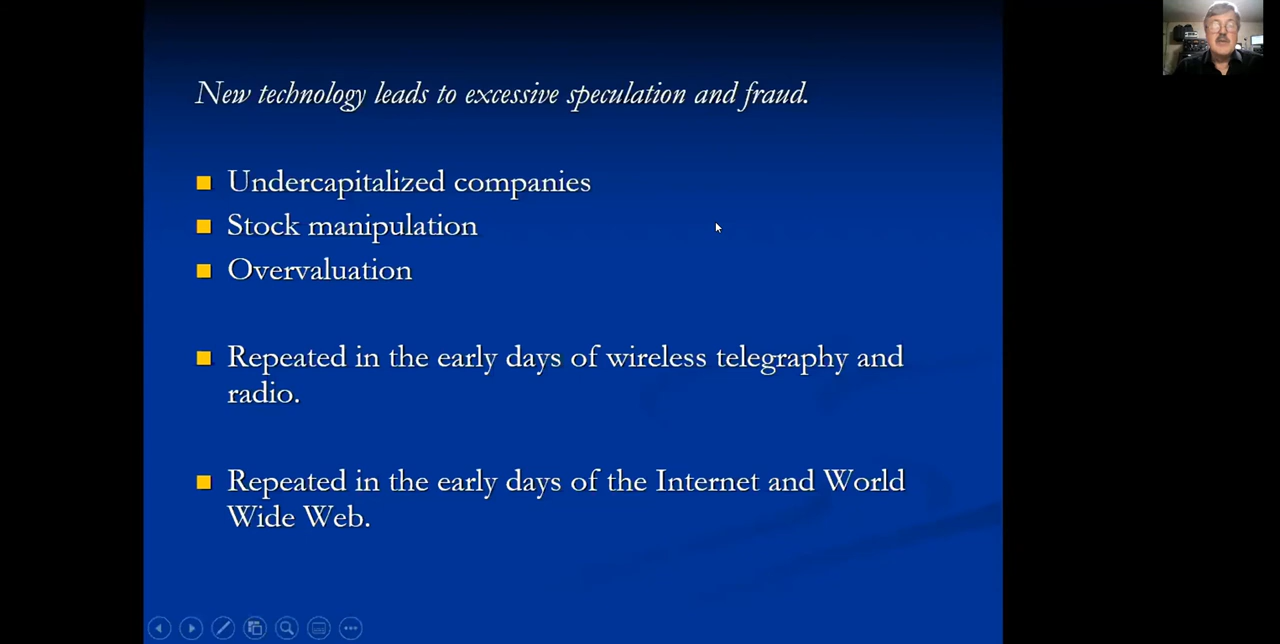 New technology leads to excessive speculation and fraud.
Undercapitalized companies
Stock manipulation
Overvaluation
Repeated in the early days of wireless telegraphy and
radio.
Repeated in the early days of the Internet and World
Wide Web.